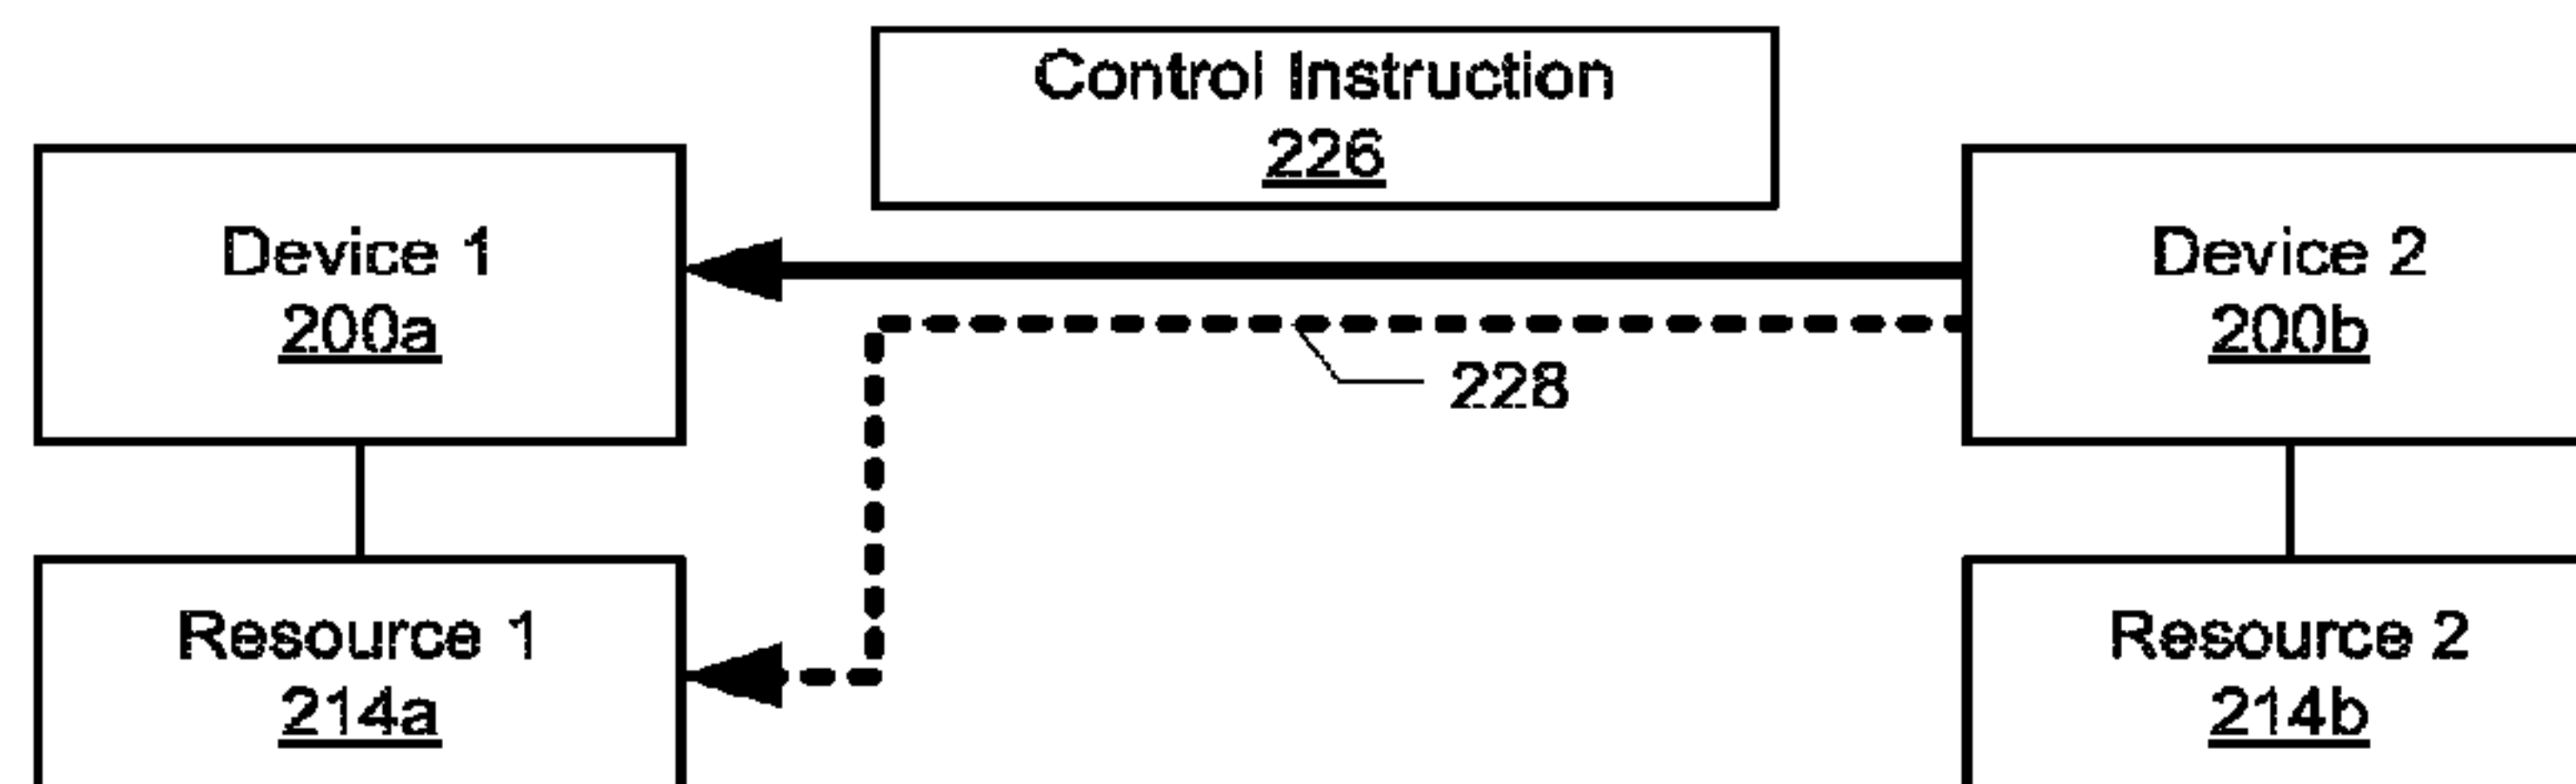 Control Instruction
226
Device 1
200a
Device 2
200b
228
Resource 1
214a
Resource 2
214b